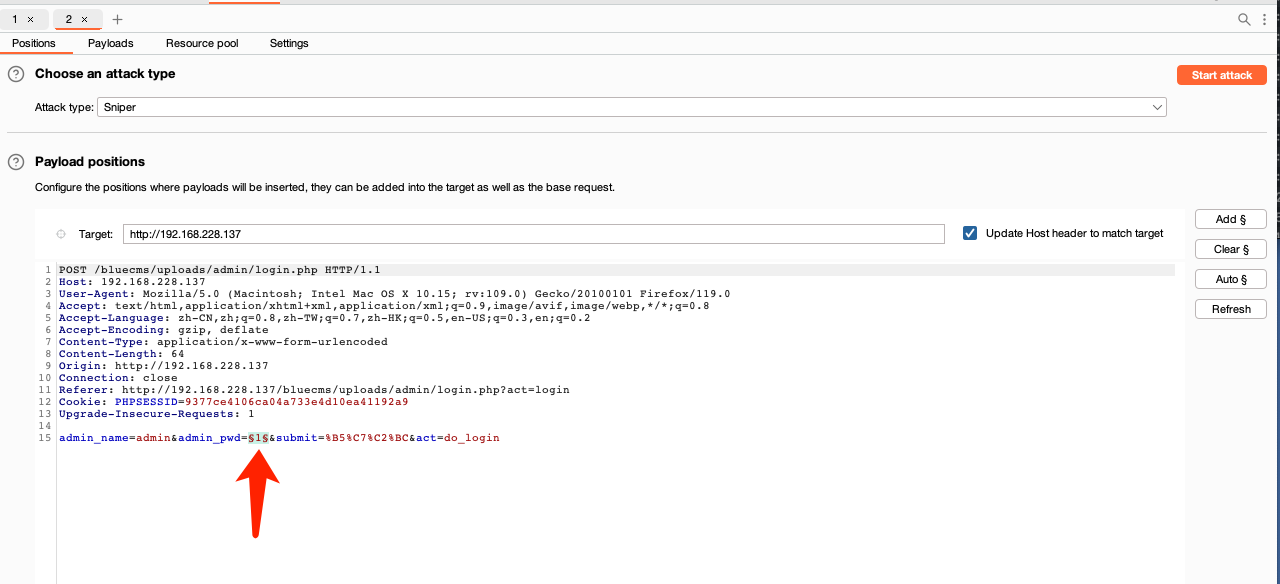 1 × 2 × +
Positions Payloads Resource pool Settings
? Choose an attack type
Start attack
Attack type: Sniper
? Payload positions
Configure the positions where payloads will be inserted, they can be added into the target as well as the base request.
Add §
Target: http://192.168.228.137
Update Host header to match target
Clear §
Auto §
Refresh
1 POST /bluecms/uploads/admin/login.php HTTP/1.1
2 Host: 192.168.228.137
3 User-Agent: Mozilla/5.0 (Macintosh; Intel Mac OS X 10.15; rv:109.0) Gecko/20100101 Firefox/119.0
4 Accept: text/html,application/xhtml+xml,application/xml;q=0.9,image/avif,image/webp,*/*;q=0.8
5 Accept-Language: zh-CN,zh;q=0.8,zh-TW;q=0.7,zh-HK;q=0.5,en-US;q=0.3,en;q=0.2
6 Accept-Encoding: gzip, deflate
7 Content-Type: application/x-www-form-urlencoded
8 Content-Length: 64
9 Origin: http://192.168.228.137
10 Connection: close
11 Referer: http://192.168.228.137/bluecms/uploads/admin/login.php?act=login
12 Cookie: PHPSESSID=9377ce4106ca04a733e4d10ea41192a9
13 Upgrade-Insecure-Requests: 1
14
15 admin_name=admin&admin_pwd=§1§&submit=%B5%C7%C2%BC&act=do_login